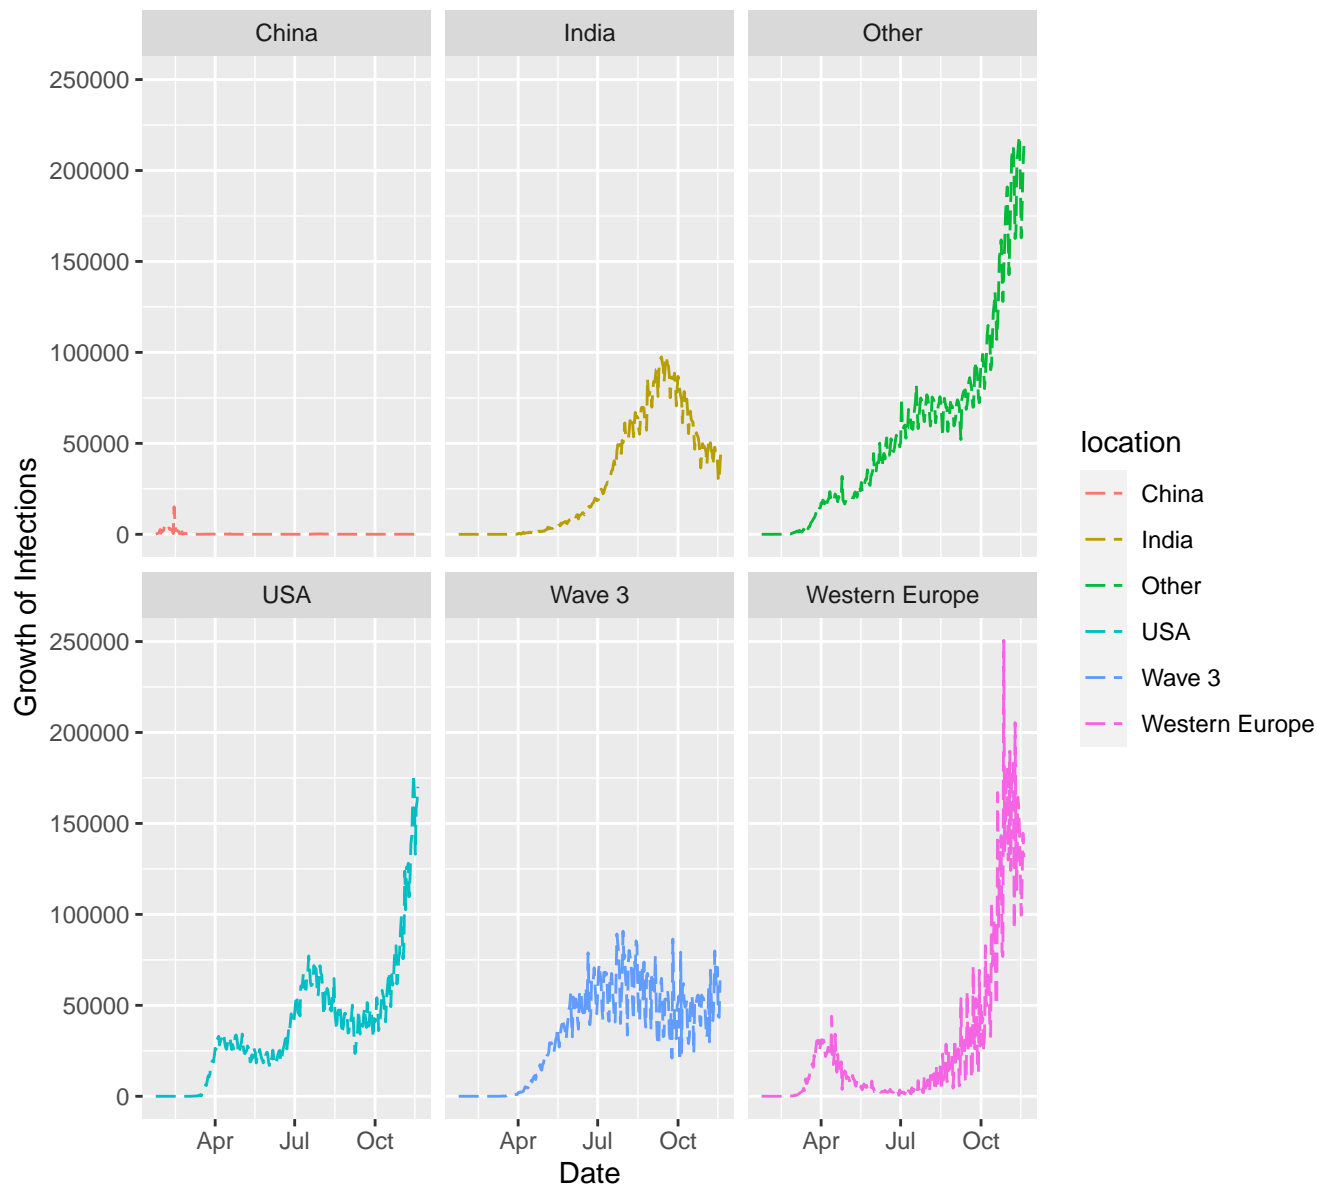 China
India
Other
250000
200000
150000
100000
50000
0
USA
Wave 3
Western Europe
250000
200000
150000
100000
50000
0
Apr
Jul
Oct
Apr
Jul
Oct
Apr
Jul
Oct
Date
Growth of Infections
location
China
India
Other
USA
Wave 3
Western Europe